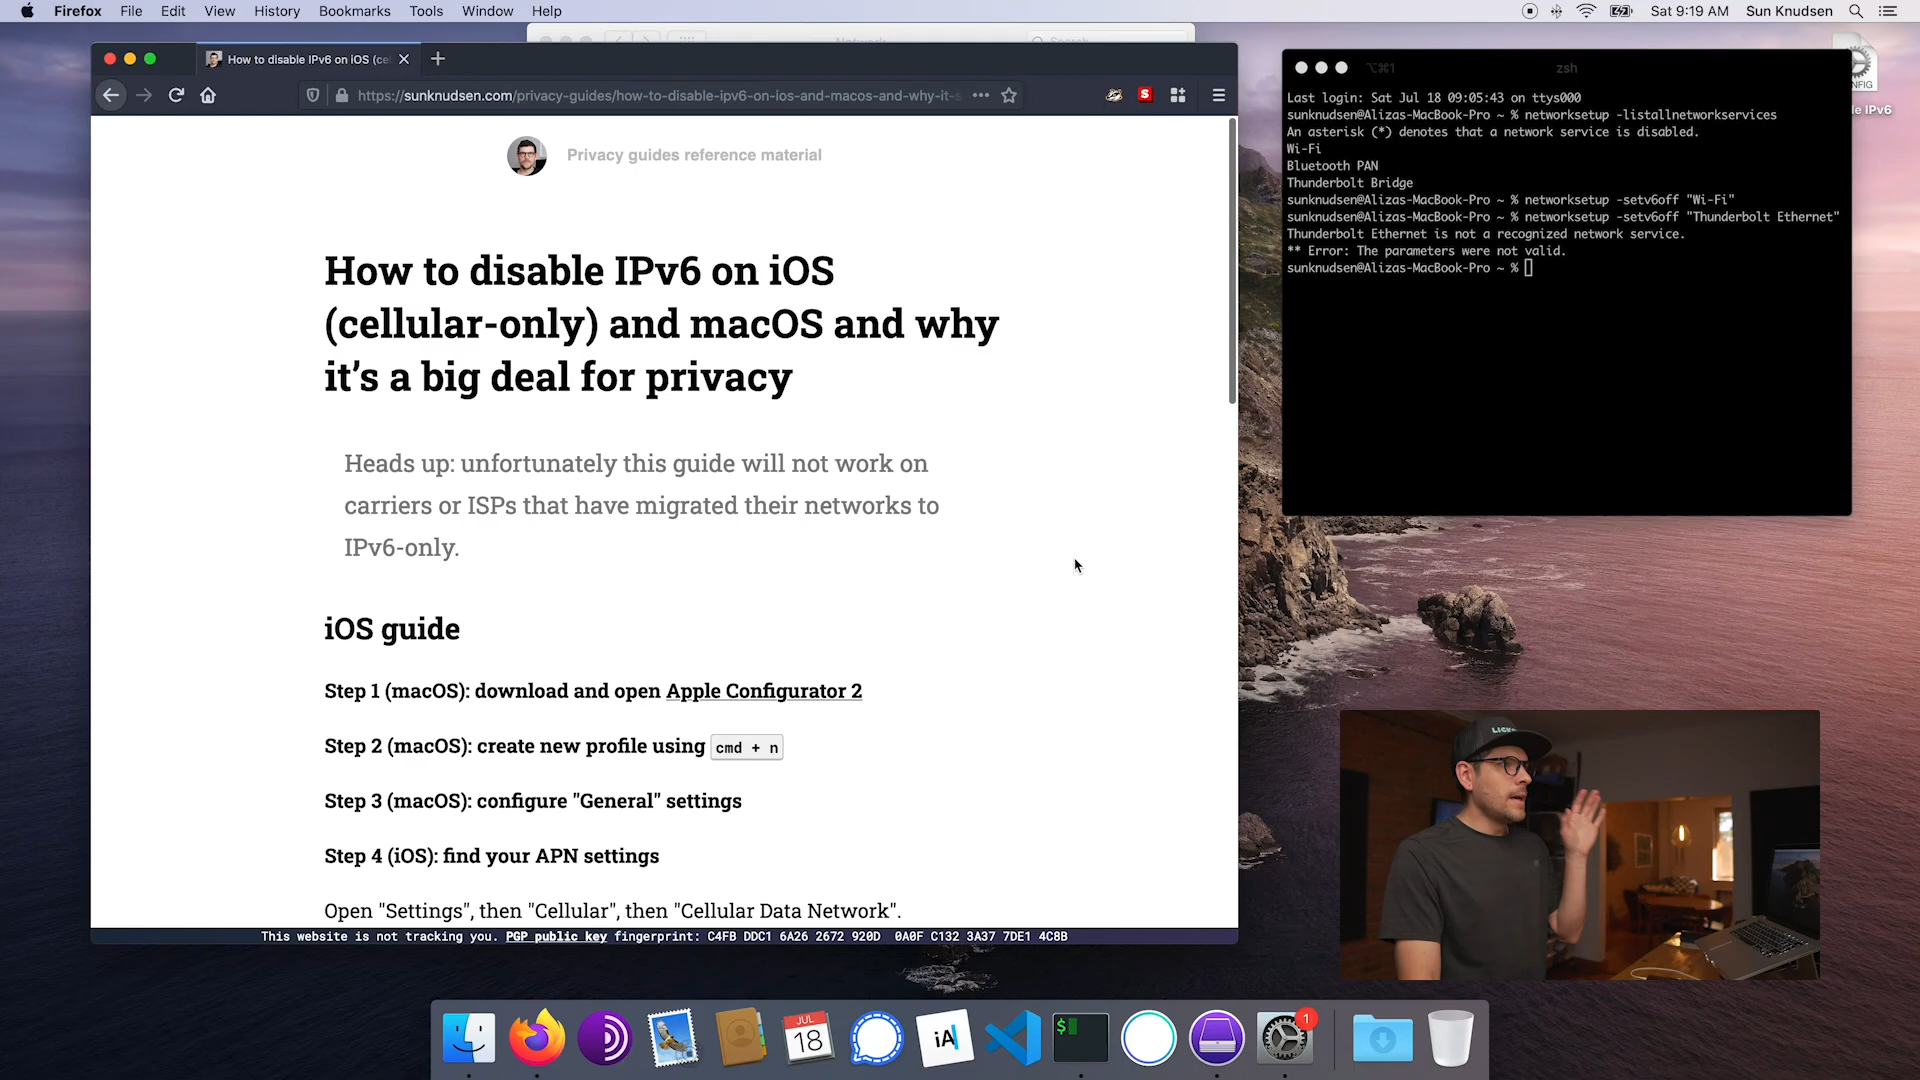 Firefox File Edit View History Bookmarks Tools Window Help
Sat 9:19 AM Sun Knudsen
Network
Search
How to disable IPv6 on iOS (ce
https://sunknudsen.com/privacy-guides/how-to-disable-ipv6-on-ios-and-macos-and-why-it-s
Privacy guides reference material
How to disable IPv6 on iOS
(cellular-only) and macOS and why
it's a big deal for privacy
Heads up: unfortunately this guide will not work on
carriers or ISPs that have migrated their networks to
IPv6-only.
iOS guide
Step 1 (macOS): download and open Apple Configurator 2
Step 2 (macOS): create new profile using cmd + n
Step 3 (macOS): configure "General" settings
Step 4 (iOS): find your APN settings
Open "Settings", then "Cellular", then "Cellular Data Network".
This website is not tracking you. PGP public key fingerprint: C4FB DDC1 6A26 2672 920D 0A0F C132 3A37 7DE1 4C8B
⌥⌘1 zsh
Last login: Sat Jul 18 09:05:43 on ttys000
sunknudsen@Alizas-MacBook-Pro ~ % networksetup -listallnetworkservices
An asterisk (*) denotes that a network service is disabled.
Wi-Fi
Bluetooth PAN
Thunderbolt Bridge
sunknudsen@Alizas-MacBook-Pro ~ % networksetup -setv6off "Wi-Fi"
sunknudsen@Alizas-MacBook-Pro ~ % networksetup -setv6off "Thunderbolt Ethernet"
Thunderbolt Ethernet is not a recognized network service.
** Error: The parameters were not valid.
sunknudsen@Alizas-MacBook-Pro ~ %
NFIG
le IPv6
JUL
18
iA
$
1